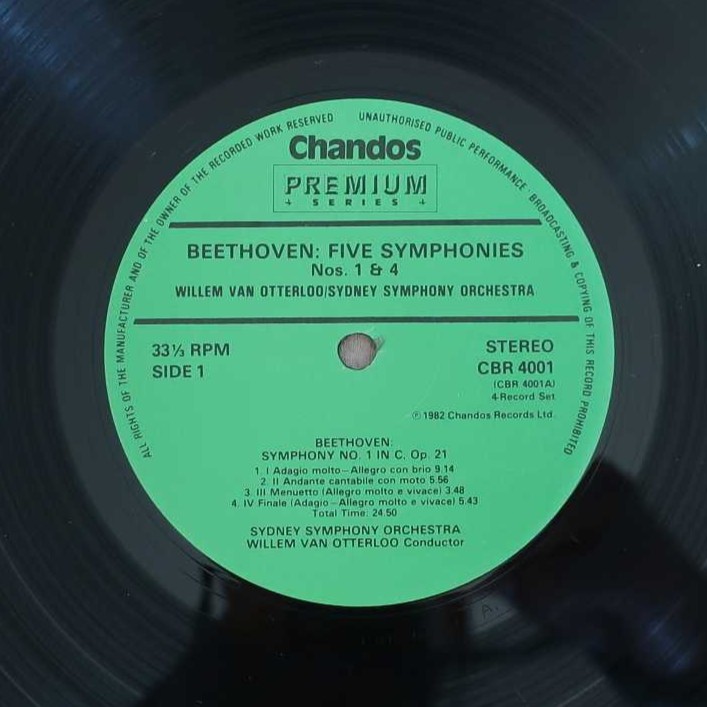 ALL RIGHTS OF THE MANUFACTURER AND OF THE OWNER OF THE RECORDED WORK RESERVED
UNAUTHORISED PUBLIC PERFORMANCE · BROADCASTING & COPYING OF THIS RECORD PROHIBITED
Chandos
PREMIUM
+ SERIES +
BEETHOVEN: FIVE SYMPHONIES
Nos. 1 & 4
WILLEM VAN OTTERLOO/SYDNEY SYMPHONY ORCHESTRA
33⅓ RPM
SIDE 1
STEREO
CBR 4001
(CBR 4001A)
4-Record Set
℗ 1982 Chandos Records Ltd.
BEETHOVEN:
SYMPHONY NO. 1 IN C, Op. 21
1. I Adagio molto – Allegro con brio 9.14
2. II Andante cantabile con moto 5.56
3. III Menuetto (Allegro molto e vivace) 3.48
4. IV Finale (Adagio – Allegro molto e vivace) 5.43
Total Time: 24.50
SYDNEY SYMPHONY ORCHESTRA
WILLEM VAN OTTERLOO Conductor
A.